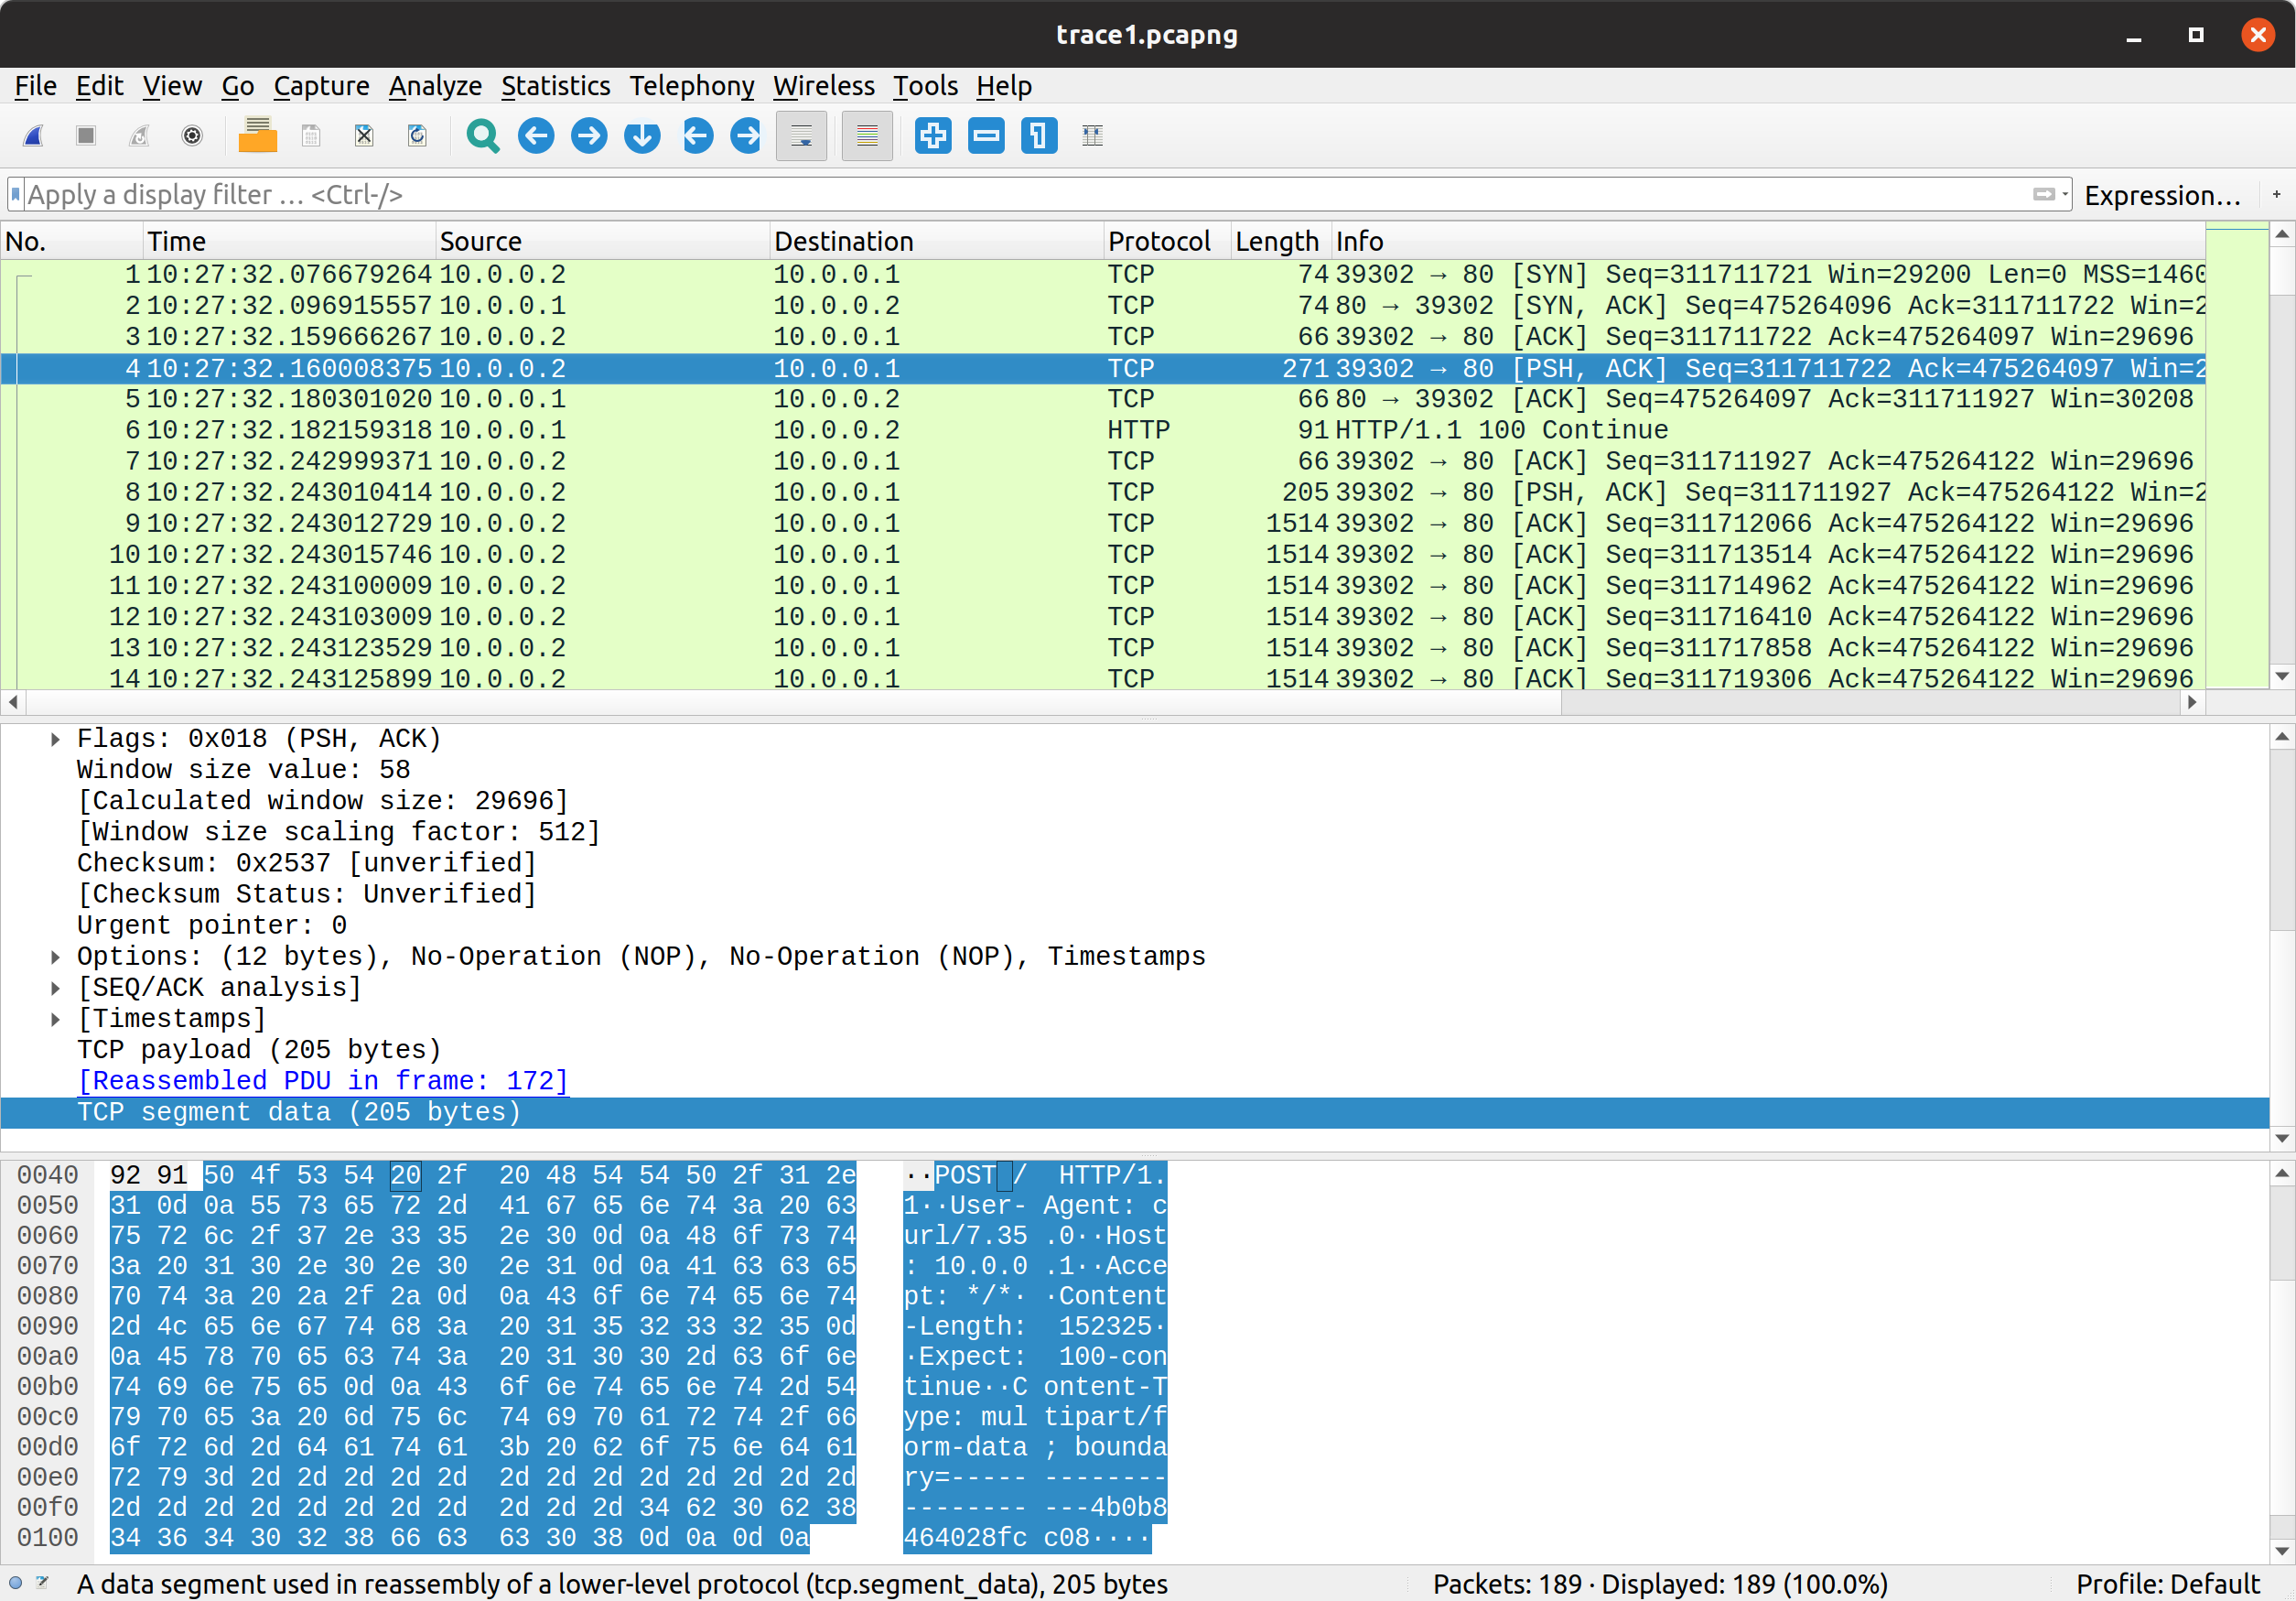 trace1.pcapng
File Edit View Go Capture Analyze Statistics Telephony Wireless Tools Help
Apply a display filter … <Ctrl-/> Expression… +
No. Time Source Destination Protocol Length Info
1 10:27:32.076679264 10.0.0.2 10.0.0.1 TCP 74 39302 → 80 [SYN] Seq=311711721 Win=29200 Len=0 MSS=1460
2 10:27:32.096915557 10.0.0.1 10.0.0.2 TCP 74 80 → 39302 [SYN, ACK] Seq=475264096 Ack=311711722 Win=2
3 10:27:32.159666267 10.0.0.2 10.0.0.1 TCP 66 39302 → 80 [ACK] Seq=311711722 Ack=475264097 Win=29696
4 10:27:32.160008375 10.0.0.2 10.0.0.1 TCP 271 39302 → 80 [PSH, ACK] Seq=311711722 Ack=475264097 Win=2
5 10:27:32.180301020 10.0.0.1 10.0.0.2 TCP 66 80 → 39302 [ACK] Seq=475264097 Ack=311711927 Win=30208
6 10:27:32.182159318 10.0.0.1 10.0.0.2 HTTP 91 HTTP/1.1 100 Continue
7 10:27:32.242999371 10.0.0.2 10.0.0.1 TCP 66 39302 → 80 [ACK] Seq=311711927 Ack=475264122 Win=29696
8 10:27:32.243010414 10.0.0.2 10.0.0.1 TCP 205 39302 → 80 [PSH, ACK] Seq=311711927 Ack=475264122 Win=2
9 10:27:32.243012729 10.0.0.2 10.0.0.1 TCP 1514 39302 → 80 [ACK] Seq=311712066 Ack=475264122 Win=29696
10 10:27:32.243015746 10.0.0.2 10.0.0.1 TCP 1514 39302 → 80 [ACK] Seq=311713514 Ack=475264122 Win=29696
11 10:27:32.243100009 10.0.0.2 10.0.0.1 TCP 1514 39302 → 80 [ACK] Seq=311714962 Ack=475264122 Win=29696
12 10:27:32.243103009 10.0.0.2 10.0.0.1 TCP 1514 39302 → 80 [ACK] Seq=311716410 Ack=475264122 Win=29696
13 10:27:32.243123529 10.0.0.2 10.0.0.1 TCP 1514 39302 → 80 [ACK] Seq=311717858 Ack=475264122 Win=29696
14 10:27:32.243125899 10.0.0.2 10.0.0.1 TCP 1514 39302 → 80 [ACK] Seq=311719306 Ack=475264122 Win=29696
Flags: 0x018 (PSH, ACK)
Window size value: 58
[Calculated window size: 29696]
[Window size scaling factor: 512]
Checksum: 0x2537 [unverified]
[Checksum Status: Unverified]
Urgent pointer: 0
Options: (12 bytes), No-Operation (NOP), No-Operation (NOP), Timestamps
[SEQ/ACK analysis]
[Timestamps]
TCP payload (205 bytes)
[Reassembled PDU in frame: 172]
TCP segment data (205 bytes)
0040 92 91 50 4f 53 54 20 2f 20 48 54 54 50 2f 31 2e ··POST / HTTP/1.
0050 31 0d 0a 55 73 65 72 2d 41 67 65 6e 74 3a 20 63 1··User- Agent: c
0060 75 72 6c 2f 37 2e 33 35 2e 30 0d 0a 48 6f 73 74 url/7.35 .0··Host
0070 3a 20 31 30 2e 30 2e 30 2e 31 0d 0a 41 63 63 65 : 10.0.0 .1··Acce
0080 70 74 3a 20 2a 2f 2a 0d 0a 43 6f 6e 74 65 6e 74 pt: */*· ·Content
0090 2d 4c 65 6e 67 74 68 3a 20 31 35 32 33 32 35 0d -Length: 152325·
00a0 0a 45 78 70 65 63 74 3a 20 31 30 30 2d 63 6f 6e ·Expect: 100-con
00b0 74 69 6e 75 65 0d 0a 43 6f 6e 74 65 6e 74 2d 54 tinue··C ontent-T
00c0 79 70 65 3a 20 6d 75 6c 74 69 70 61 72 74 2f 66 ype: mul tipart/f
00d0 6f 72 6d 2d 64 61 74 61 3b 20 62 6f 75 6e 64 61 orm-data ; bounda
00e0 72 79 3d 2d 2d 2d 2d 2d 2d 2d 2d 2d 2d 2d 2d 2d ry=----- --------
00f0 2d 2d 2d 2d 2d 2d 2d 2d 2d 2d 2d 34 62 30 62 38 -------- ---4b0b8
0100 34 36 34 30 32 38 66 63 63 30 38 0d 0a 0d 0a 464028fc c08····
A data segment used in reassembly of a lower-level protocol (tcp.segment_data), 205 bytes Packets: 189 · Displayed: 189 (100.0%) Profile: Default